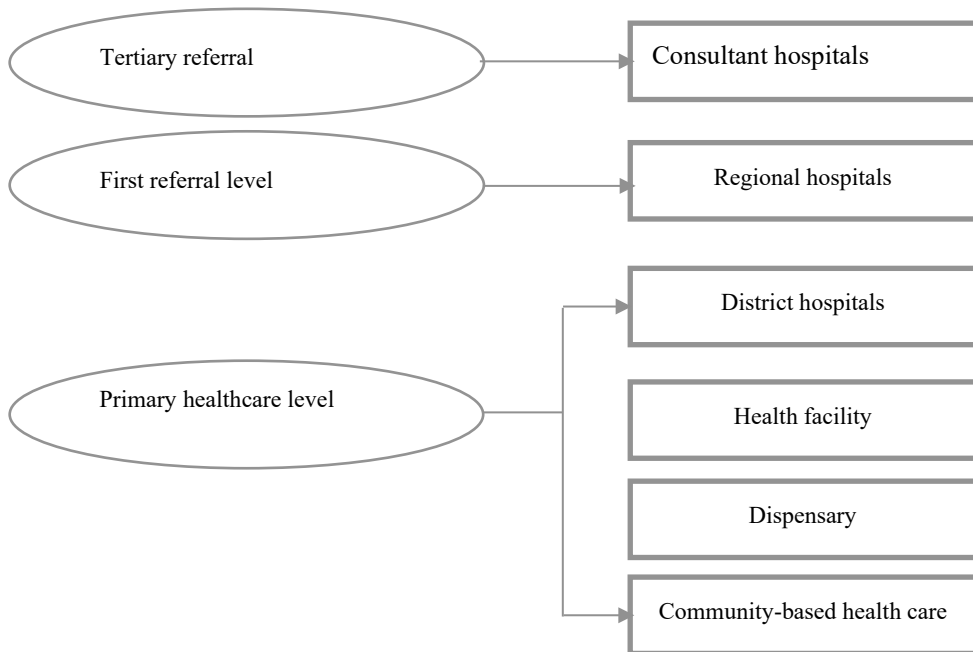 Tertiary referral
Consultant hospitals
First referral level
Regional hospitals
District hospitals
Primary healthcare level
Health facility
Dispensary
Community-based health care